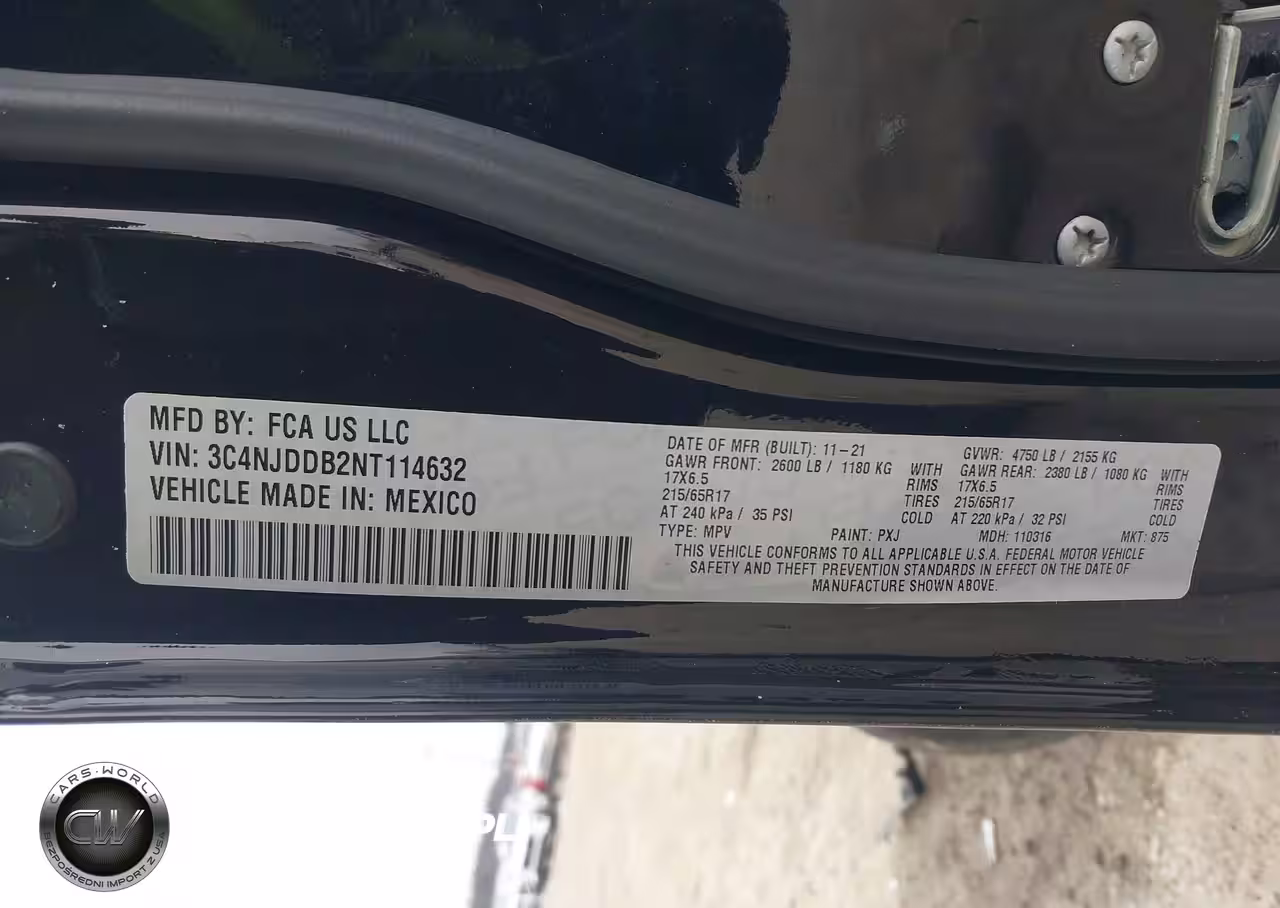 MFD BY: FCA US LLC
VIN: 3C4NJDDB2NT114632
VEHICLE MADE IN: MEXICO
DATE OF MFR (BUILT): 11-21 GVWR: 4750 LB / 2155 KG
GAWR FRONT: 2600 LB / 1180 KG WITH GAWR REAR: 2380 LB / 1080 KG WITH
17X6.5 RIMS 17X6.5 RIMS
215/65R17 TIRES 215/65R17 TIRES
AT 240 kPa / 35 PSI COLD AT 220 kPa / 32 PSI COLD
TYPE: MPV PAINT: PXJ MDH: 110316 MKT: 875
THIS VEHICLE CONFORMS TO ALL APPLICABLE U.S.A. FEDERAL MOTOR VEHICLE
SAFETY AND THEFT PREVENTION STANDARDS IN EFFECT ON THE DATE OF
MANUFACTURE SHOWN ABOVE.
CARS-WORLD
CW
BEZPOŚREDNI IMPORT Z USA
PL